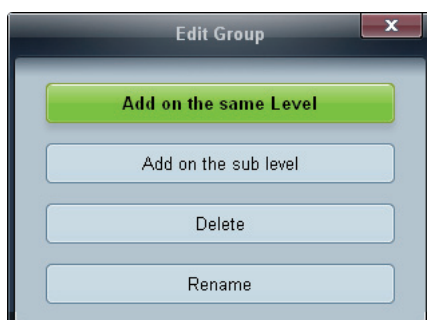 Edit Group
x
Add on the same Level
Add on the sub level
Delete
Rename